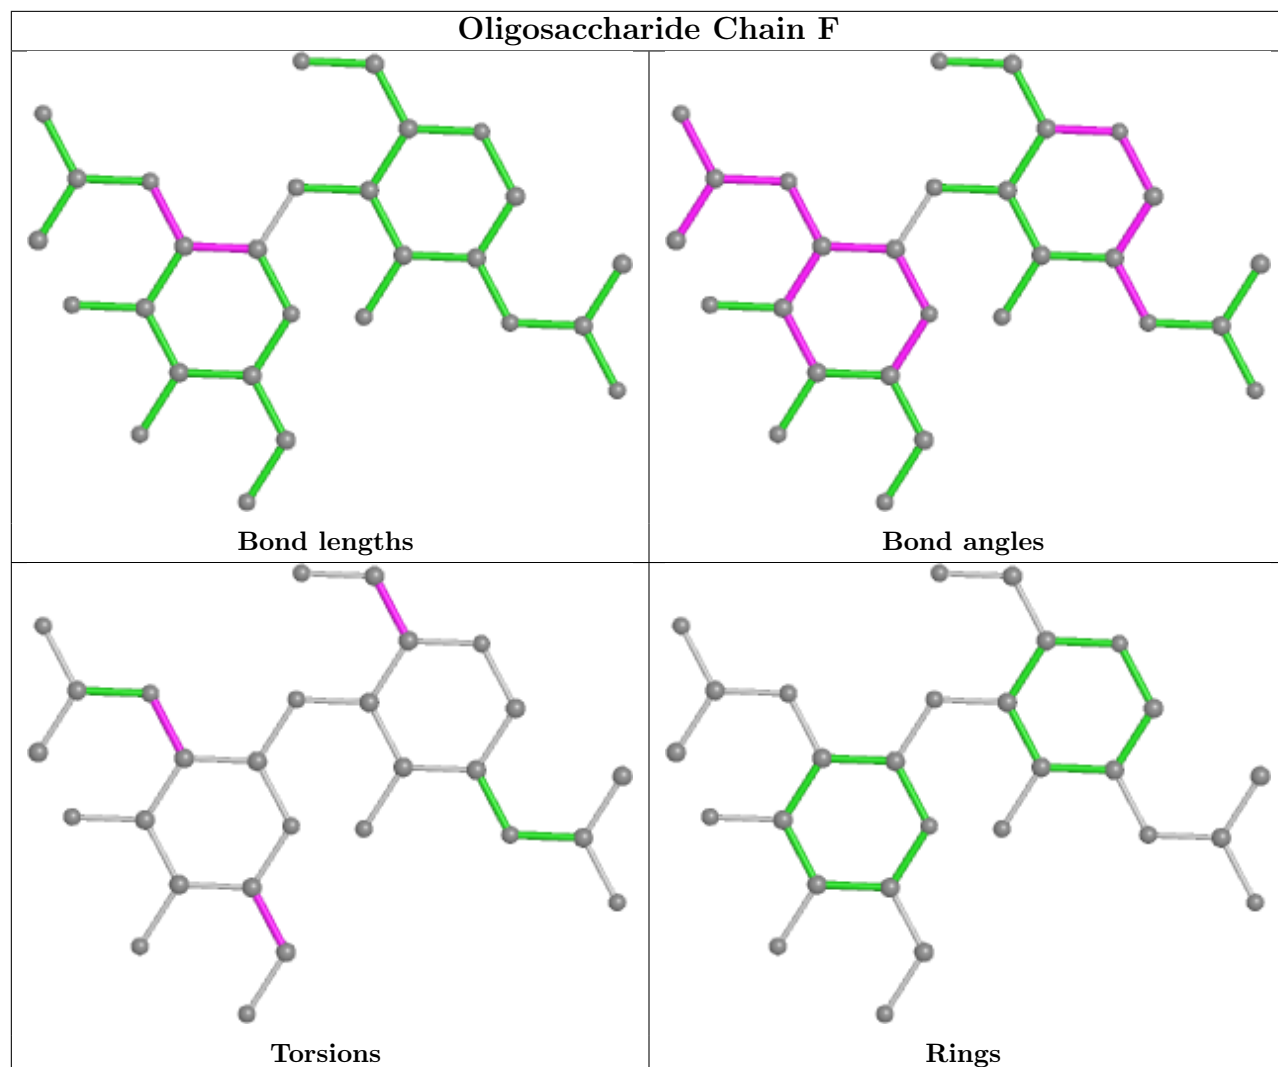 Oligosaccharide Chain F
Bond lengths
Bond angles
Torsions
Rings